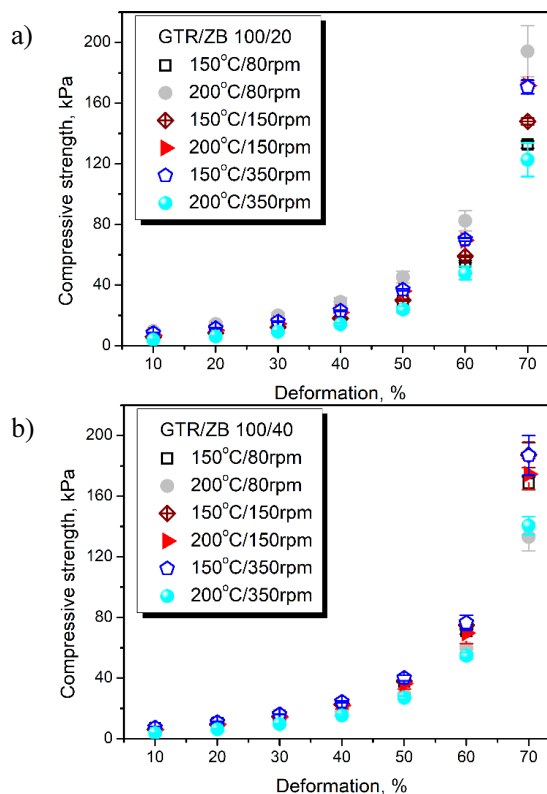 a)
GTR/ZB 100/20
150°C/80rpm
200°C/80rpm
150°C/150rpm
200°C/150rpm
150°C/350rpm
200°C/350rpm
Compressive strength, kPa
200
160
120
80
40
0
10 20 30 40 50 60 70
Deformation, %
b)
GTR/ZB 100/40
150°C/80rpm
200°C/80rpm
150°C/150rpm
200°C/150rpm
150°C/350rpm
200°C/350rpm
Compressive strength, kPa
200
160
120
80
40
0
10 20 30 40 50 60 70
Deformation, %